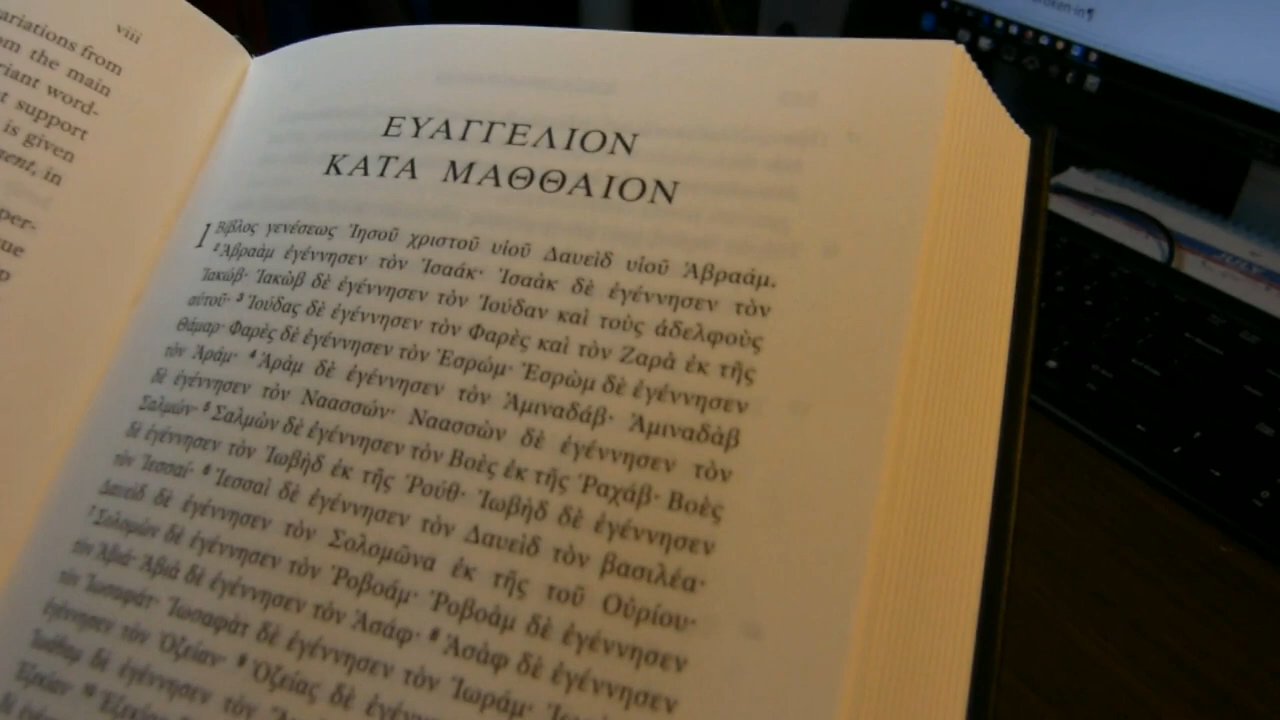 viii
ariations from
om the main
riant word-
t support
is given
ment, in
per-
ue
ΕΥΑΓΓΕΛΙΟΝ
ΚΑΤΑ ΜΑΘΘΑΙΟΝ
1 Βίβλος γενέσεως Ἰησοῦ χριστοῦ υἱοῦ Δαυεὶδ υἱοῦ Ἀβραάμ.
2 Ἀβραὰμ ἐγέννησεν τὸν Ἰσαάκ· Ἰσαὰκ δὲ ἐγέννησεν τὸν
Ἰακώβ· Ἰακὼβ δὲ ἐγέννησεν τὸν Ἰούδαν καὶ τοὺς ἀδελφοὺς
αὐτοῦ· 3 Ἰούδας δὲ ἐγέννησεν τὸν Φαρὲς καὶ τὸν Ζαρὰ ἐκ τῆς
Θάμαρ· Φαρὲς δὲ ἐγέννησεν τὸν Ἐσρώμ· Ἐσρὼμ δὲ ἐγέννησεν
τὸν Ἀράμ· 4 Ἀρὰμ δὲ ἐγέννησεν τὸν Ἀμιναδάβ· Ἀμιναδὰβ
δὲ ἐγέννησεν τὸν Ναασσών· Ναασσὼν δὲ ἐγέννησεν τὸν
Σαλμών· 5 Σαλμὼν δὲ ἐγέννησεν τὸν Βοὲς ἐκ τῆς Ῥαχάβ· Βοὲς
δὲ ἐγέννησεν τὸν Ἰωβὴδ ἐκ τῆς Ῥούθ· Ἰωβὴδ δὲ ἐγέννησεν
τὸν Ἰεσσαί· 6 Ἰεσσαὶ δὲ ἐγέννησεν τὸν Δαυεὶδ τὸν βασιλέα·
Δαυεὶδ δὲ ἐγέννησεν τὸν Σολομῶνα ἐκ τῆς τοῦ Οὐρίου·
7 Σολομὼν δὲ ἐγέννησεν τὸν Ῥοβοάμ· Ῥοβοὰμ δὲ ἐγέννησεν
τὸν Ἀβιά· Ἀβιὰ δὲ ἐγέννησεν τὸν Ἀσάφ· 8 Ἀσὰφ δὲ ἐγέννησεν
τὸν Ἰωσαφάτ· Ἰωσαφὰτ δὲ ἐγέννησεν τὸν Ἰωράμ·
ἐγέννησεν τὸν Ὀζείαν· 9 Ὀζείας δὲ ἐγέννησεν
δὲ ἐγέννησεν τὸν
10
JULY